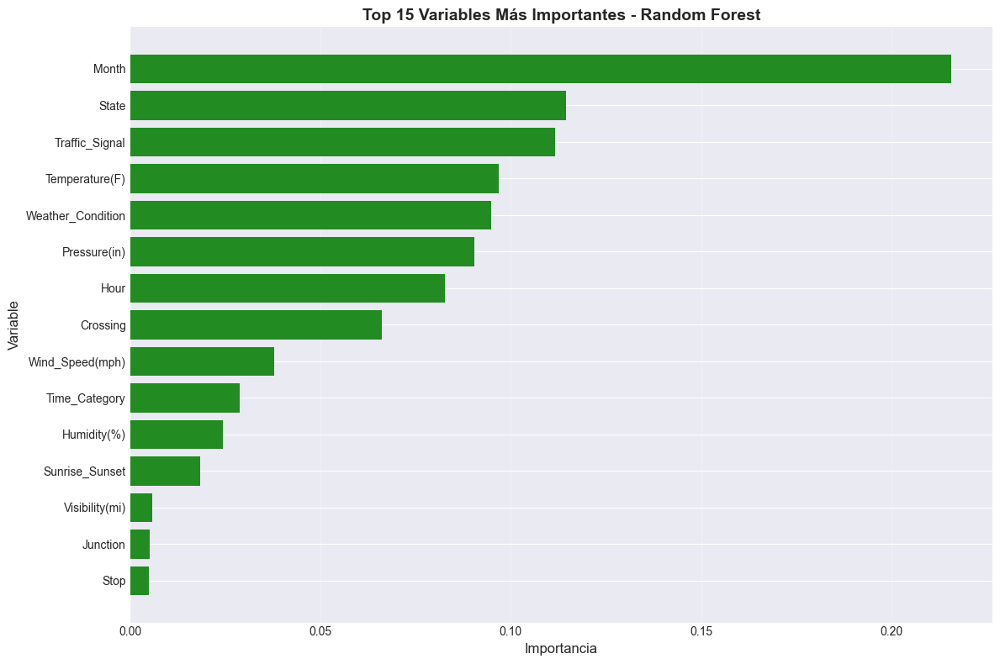 Top 15 Variables Más Importantes - Random Forest
Variable
Month
State
Traffic_Signal
Temperature(F)
Weather_Condition
Pressure(in)
Hour
Crossing
Wind_Speed(mph)
Time_Category
Humidity(%)
Sunrise_Sunset
Visibility(mi)
Junction
Stop
0.00 0.05 0.10 0.15 0.20
Importancia